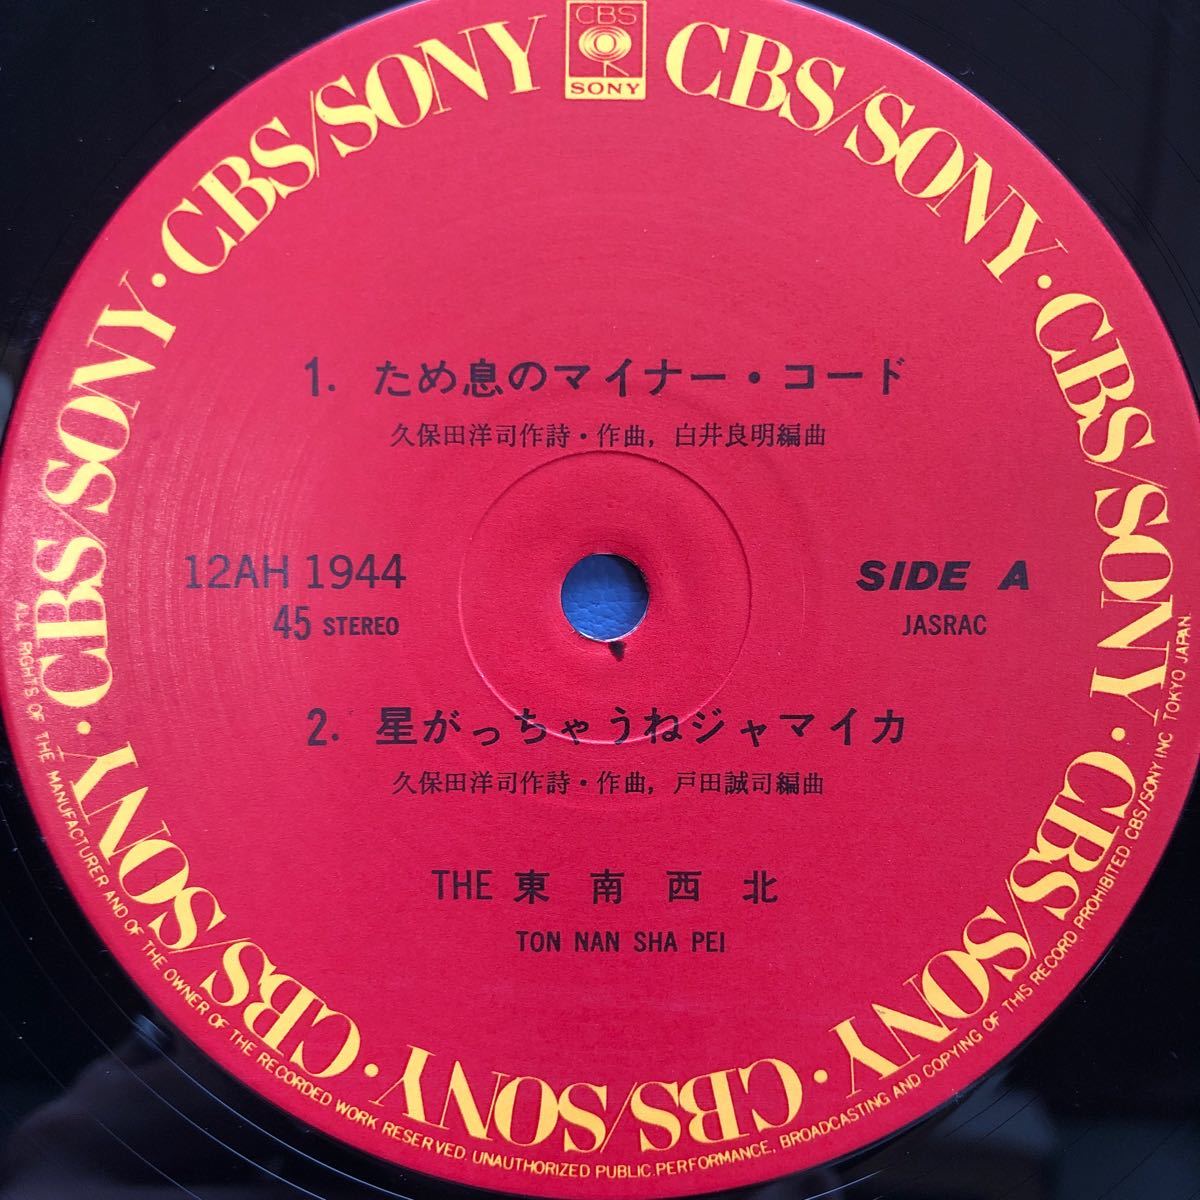 CBS
SONY
CBS/SONY · CBS/SONY · CBS/SONY · CBS/SONY · CBS/SONY · CBS/SONY · CBS/SONY · CBS/SONY · CBS/SONY
1. ため息のマイナー・コード
久保田洋司作詩・作曲, 白井良明編曲
12AH 1944
45 STEREO
SIDE A
JASRAC
2. 星がっちゃうねジャマイカ
久保田洋司作詩・作曲, 戸田誠司編曲
THE 東南西北
TON NAN SHA PEI
ALL RIGHTS OF THE MANUFACTURER AND OF THE OWNER OF THE RECORDED WORK RESERVED. UNAUTHORIZED PUBLIC PERFORMANCE, BROADCASTING AND COPYING OF THIS RECORD PROHIBITED. CBS/SONY INC. TOKYO JAPAN.